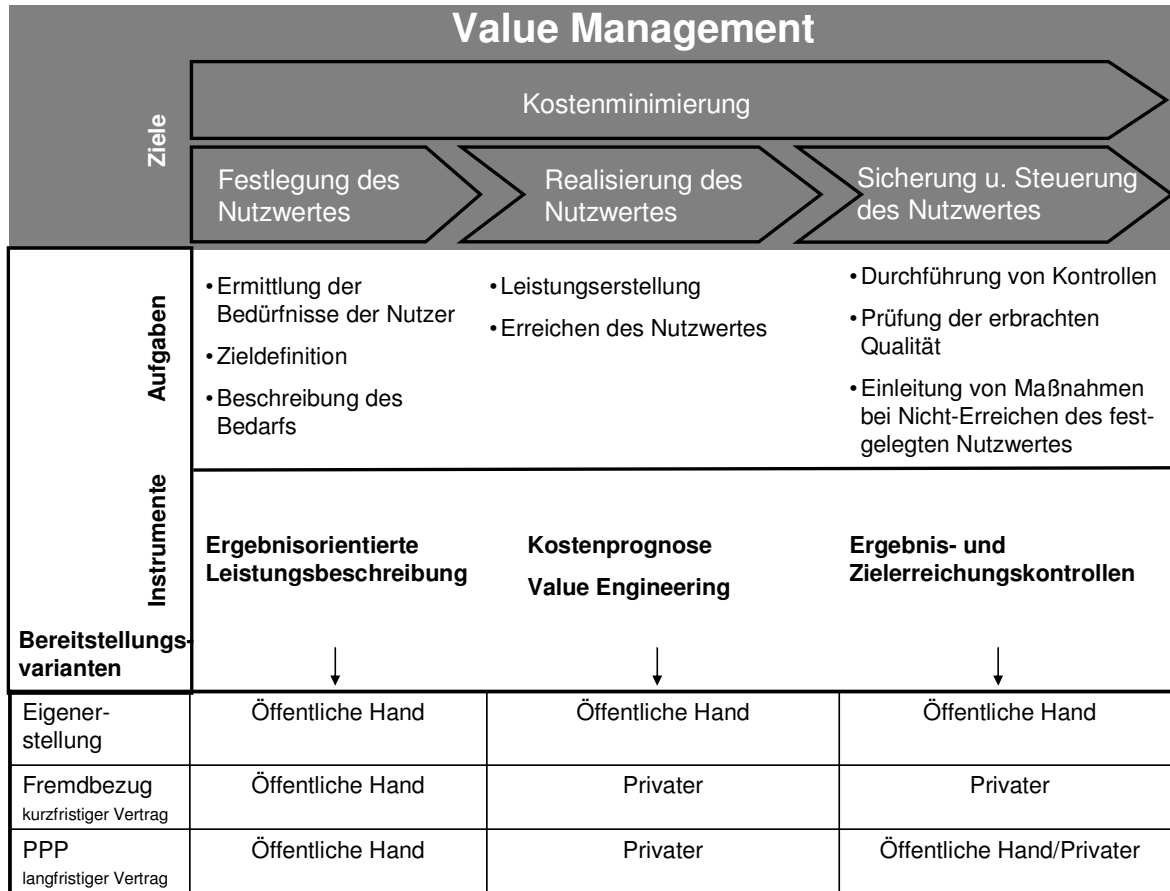 Value Management
Ziele
Kostenminimierung
Festlegung des
Nutzwertes
Realisierung des
Nutzwertes
Sicherung u. Steuerung
des Nutzwertes
Aufgaben
•Ermittlung der
Bedürfnisse der Nutzer
•Zieldefinition
•Beschreibung des
Bedarfs
•Leistungserstellung
•Erreichen des Nutzwertes
•Durchführung von Kontrollen
•Prüfung der erbrachten
Qualität
•Einleitung von Maßnahmen
bei Nicht-Erreichen des fest-
gelegten Nutzwertes
Instrumente
Ergebnisorientierte
Leistungsbeschreibung
Kostenprognose
Value Engineering
Ergebnis- und
Zielerreichungskontrollen
Bereitstellungs-
varianten
Eigener-
stellung
Öffentliche Hand
Öffentliche Hand
Öffentliche Hand
Fremdbezug
kurzfristiger Vertrag
Öffentliche Hand
Privater
Privater
PPP
langfristiger Vertrag
Öffentliche Hand
Privater
Öffentliche Hand/Privater